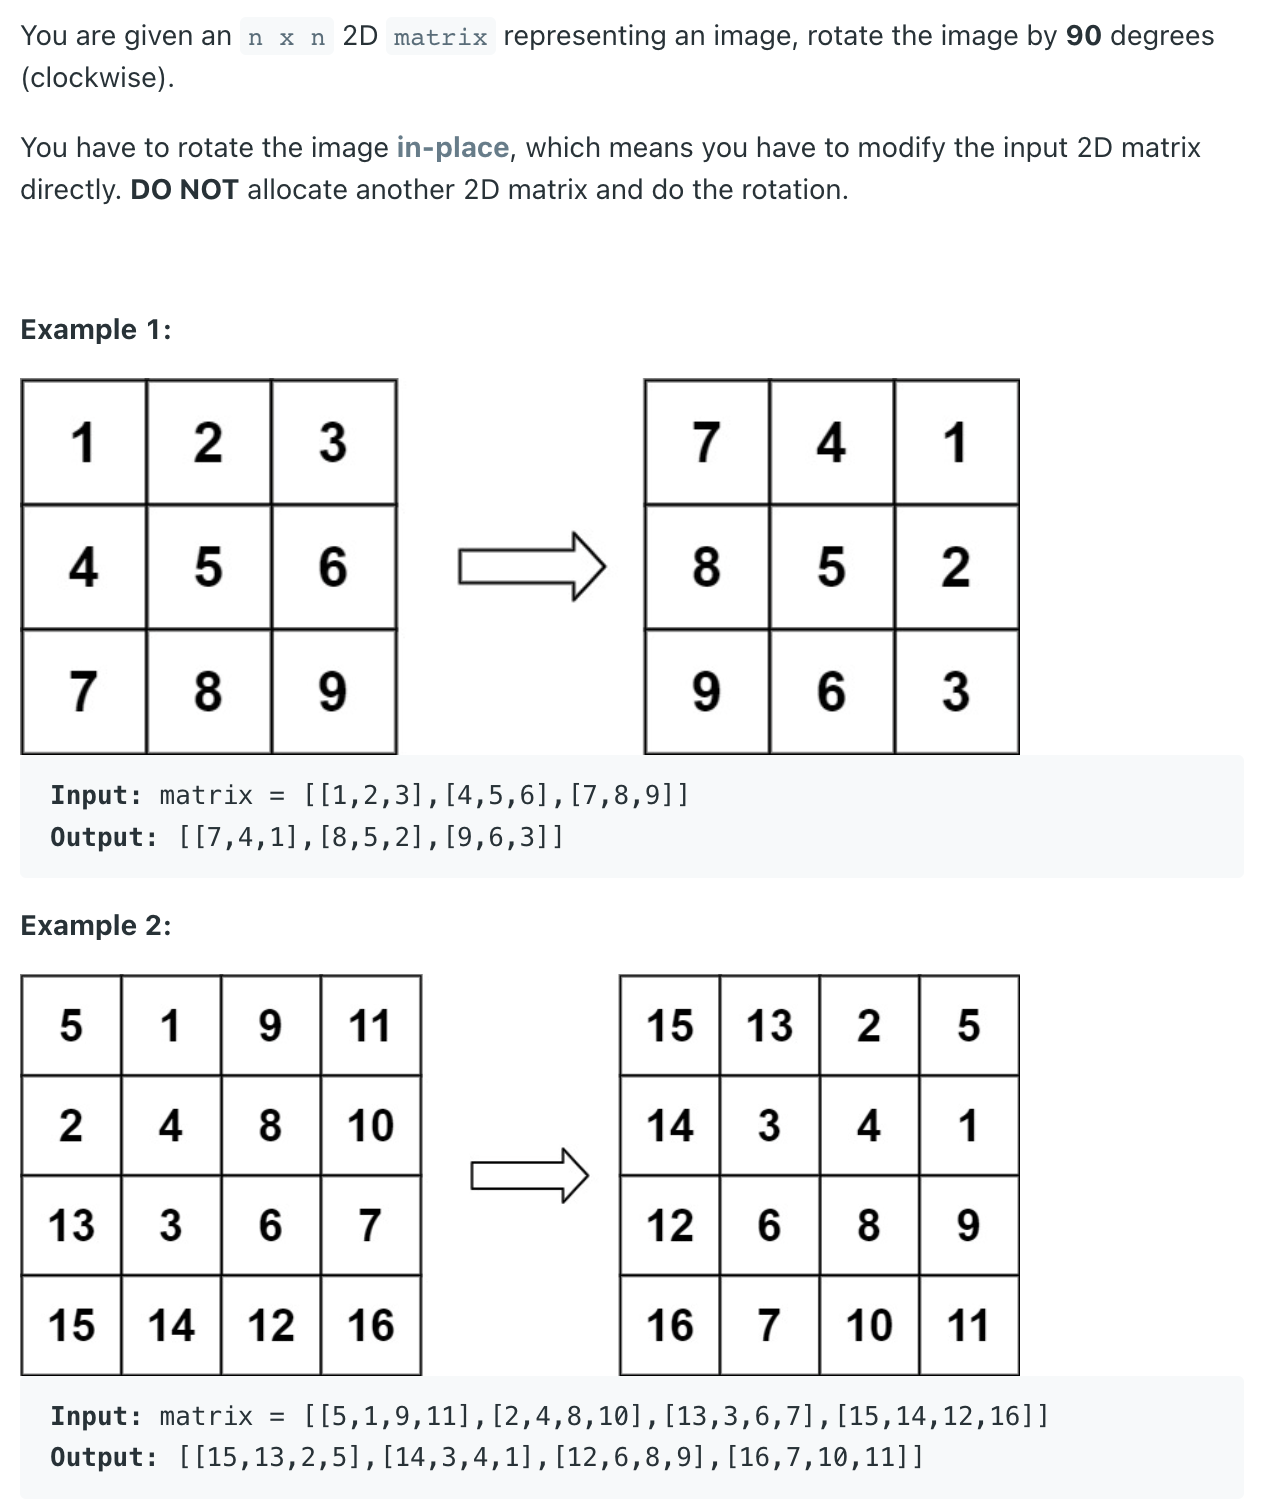 You are given an n x n 2D matrix representing an image, rotate the image by 90 degrees
(clockwise).
You have to rotate the image in-place, which means you have to modify the input 2D matrix
directly. DO NOT allocate another 2D matrix and do the rotation.
Example 1:
1 2 3 7 4 1
4 5 6 8 5 2
7 8 9 9 6 3
Input: matrix = [[1,2,3],[4,5,6],[7,8,9]]
Output: [[7,4,1],[8,5,2],[9,6,3]]
Example 2:
5 1 9 11 15 13 2 5
2 4 8 10 14 3 4 1
13 3 6 7 12 6 8 9
15 14 12 16 16 7 10 11
Input: matrix = [[5,1,9,11],[2,4,8,10],[13,3,6,7],[15,14,12,16]]
Output: [[15,13,2,5],[14,3,4,1],[12,6,8,9],[16,7,10,11]]